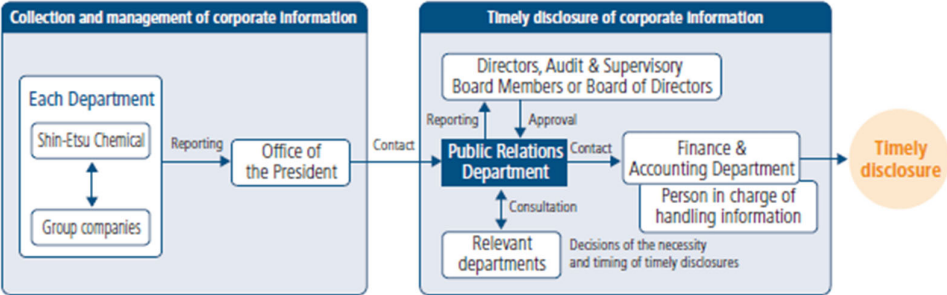 Collection and management of corporate information
Each Department
Shin-Etsu Chemical
Group companies
Reporting
Office of
the President
Contact
Timely disclosure of corporate information
Directors, Audit & Supervisory
Board Members or Board of Directors
Reporting
Approval
Public Relations
Department
Contact
Finance &
Accounting Department
Person in charge of
handling information
Consultation
Relevant
departments
Decisions of the necessity
and timing of timely disclosures
Timely
disclosure